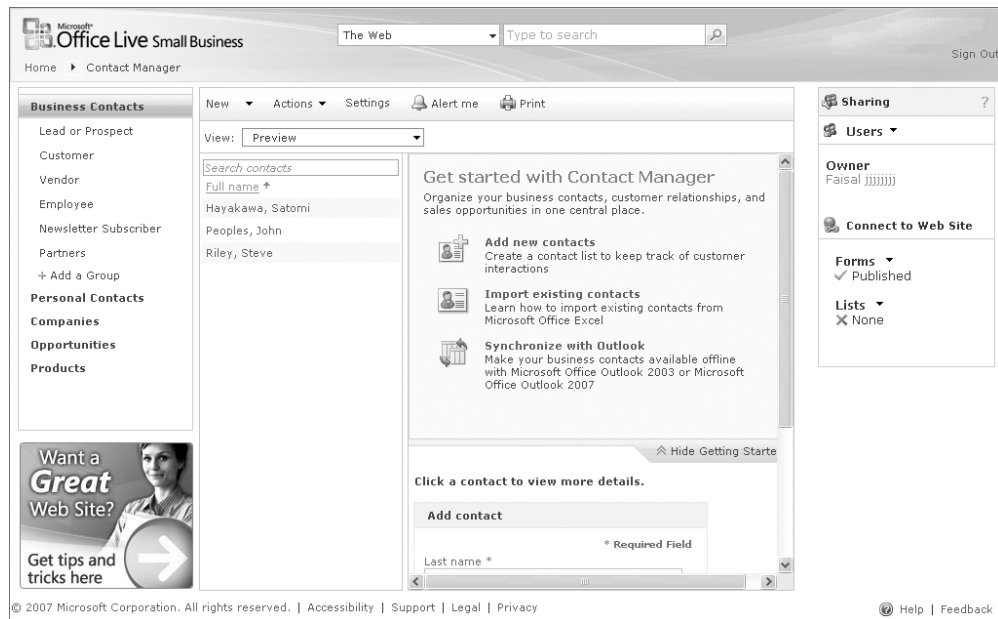 Microsoft®
Office Live Small Business
The Web
Type to search
Sign Out
Home
Contact Manager
Business Contacts
Lead or Prospect
Customer
Vendor
Employee
Newsletter Subscriber
Partners
+ Add a Group
Personal Contacts
Companies
Opportunities
Products
Want a
Great
Web Site?
Get tips and
tricks here
New Actions Settings Alert me Print
View: Preview
Search contacts
Full name
Hayakawa, Satomi
Peoples, John
Riley, Steve
Get started with Contact Manager
Organize your business contacts, customer relationships, and
sales opportunities in one central place.
Add new contacts
Create a contact list to keep track of customer
interactions
Import existing contacts
Learn how to import existing contacts from
Microsoft Office Excel
Synchronize with Outlook
Make your business contacts available offline
with Microsoft Office Outlook 2003 or Microsoft
Office Outlook 2007
Hide Getting Starte
Click a contact to view more details.
Add contact
* Required Field
Last name *
Sharing ?
Users
Owner
Faisal jjjjjjjj
Connect to Web Site
Forms
Published
Lists
None
© 2007 Microsoft Corporation. All rights reserved. | Accessibility | Support | Legal | Privacy
Help | Feedback